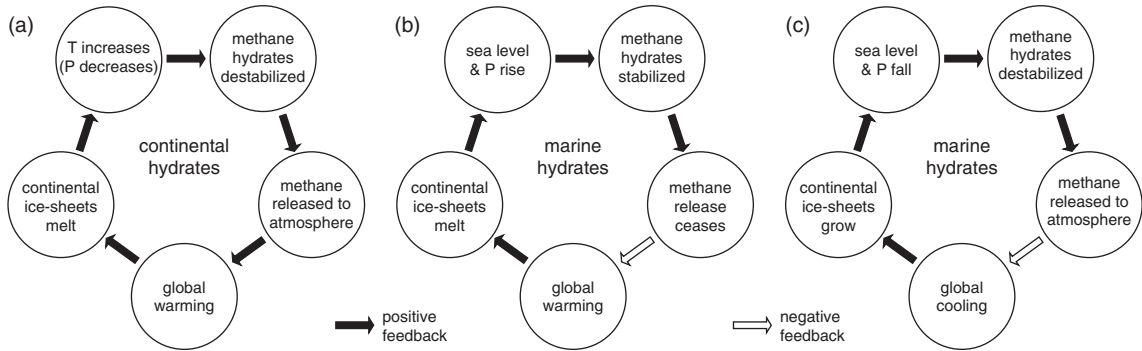 (a)
T increases
(P decreases)
methane
hydrates
destabilized
continental
hydrates
continental
ice-sheets
melt
methane
released to
atmosphere
global
warming
(b)
sea level
& P rise
methane
hydrates
stabilized
marine
hydrates
continental
ice-sheets
melt
methane
release
ceases
global
warming
(c)
sea level
& P fall
methane
hydrates
destabilized
marine
hydrates
continental
ice-sheets
grow
methane
released to
atmosphere
global
cooling
positive
feedback
negative
feedback